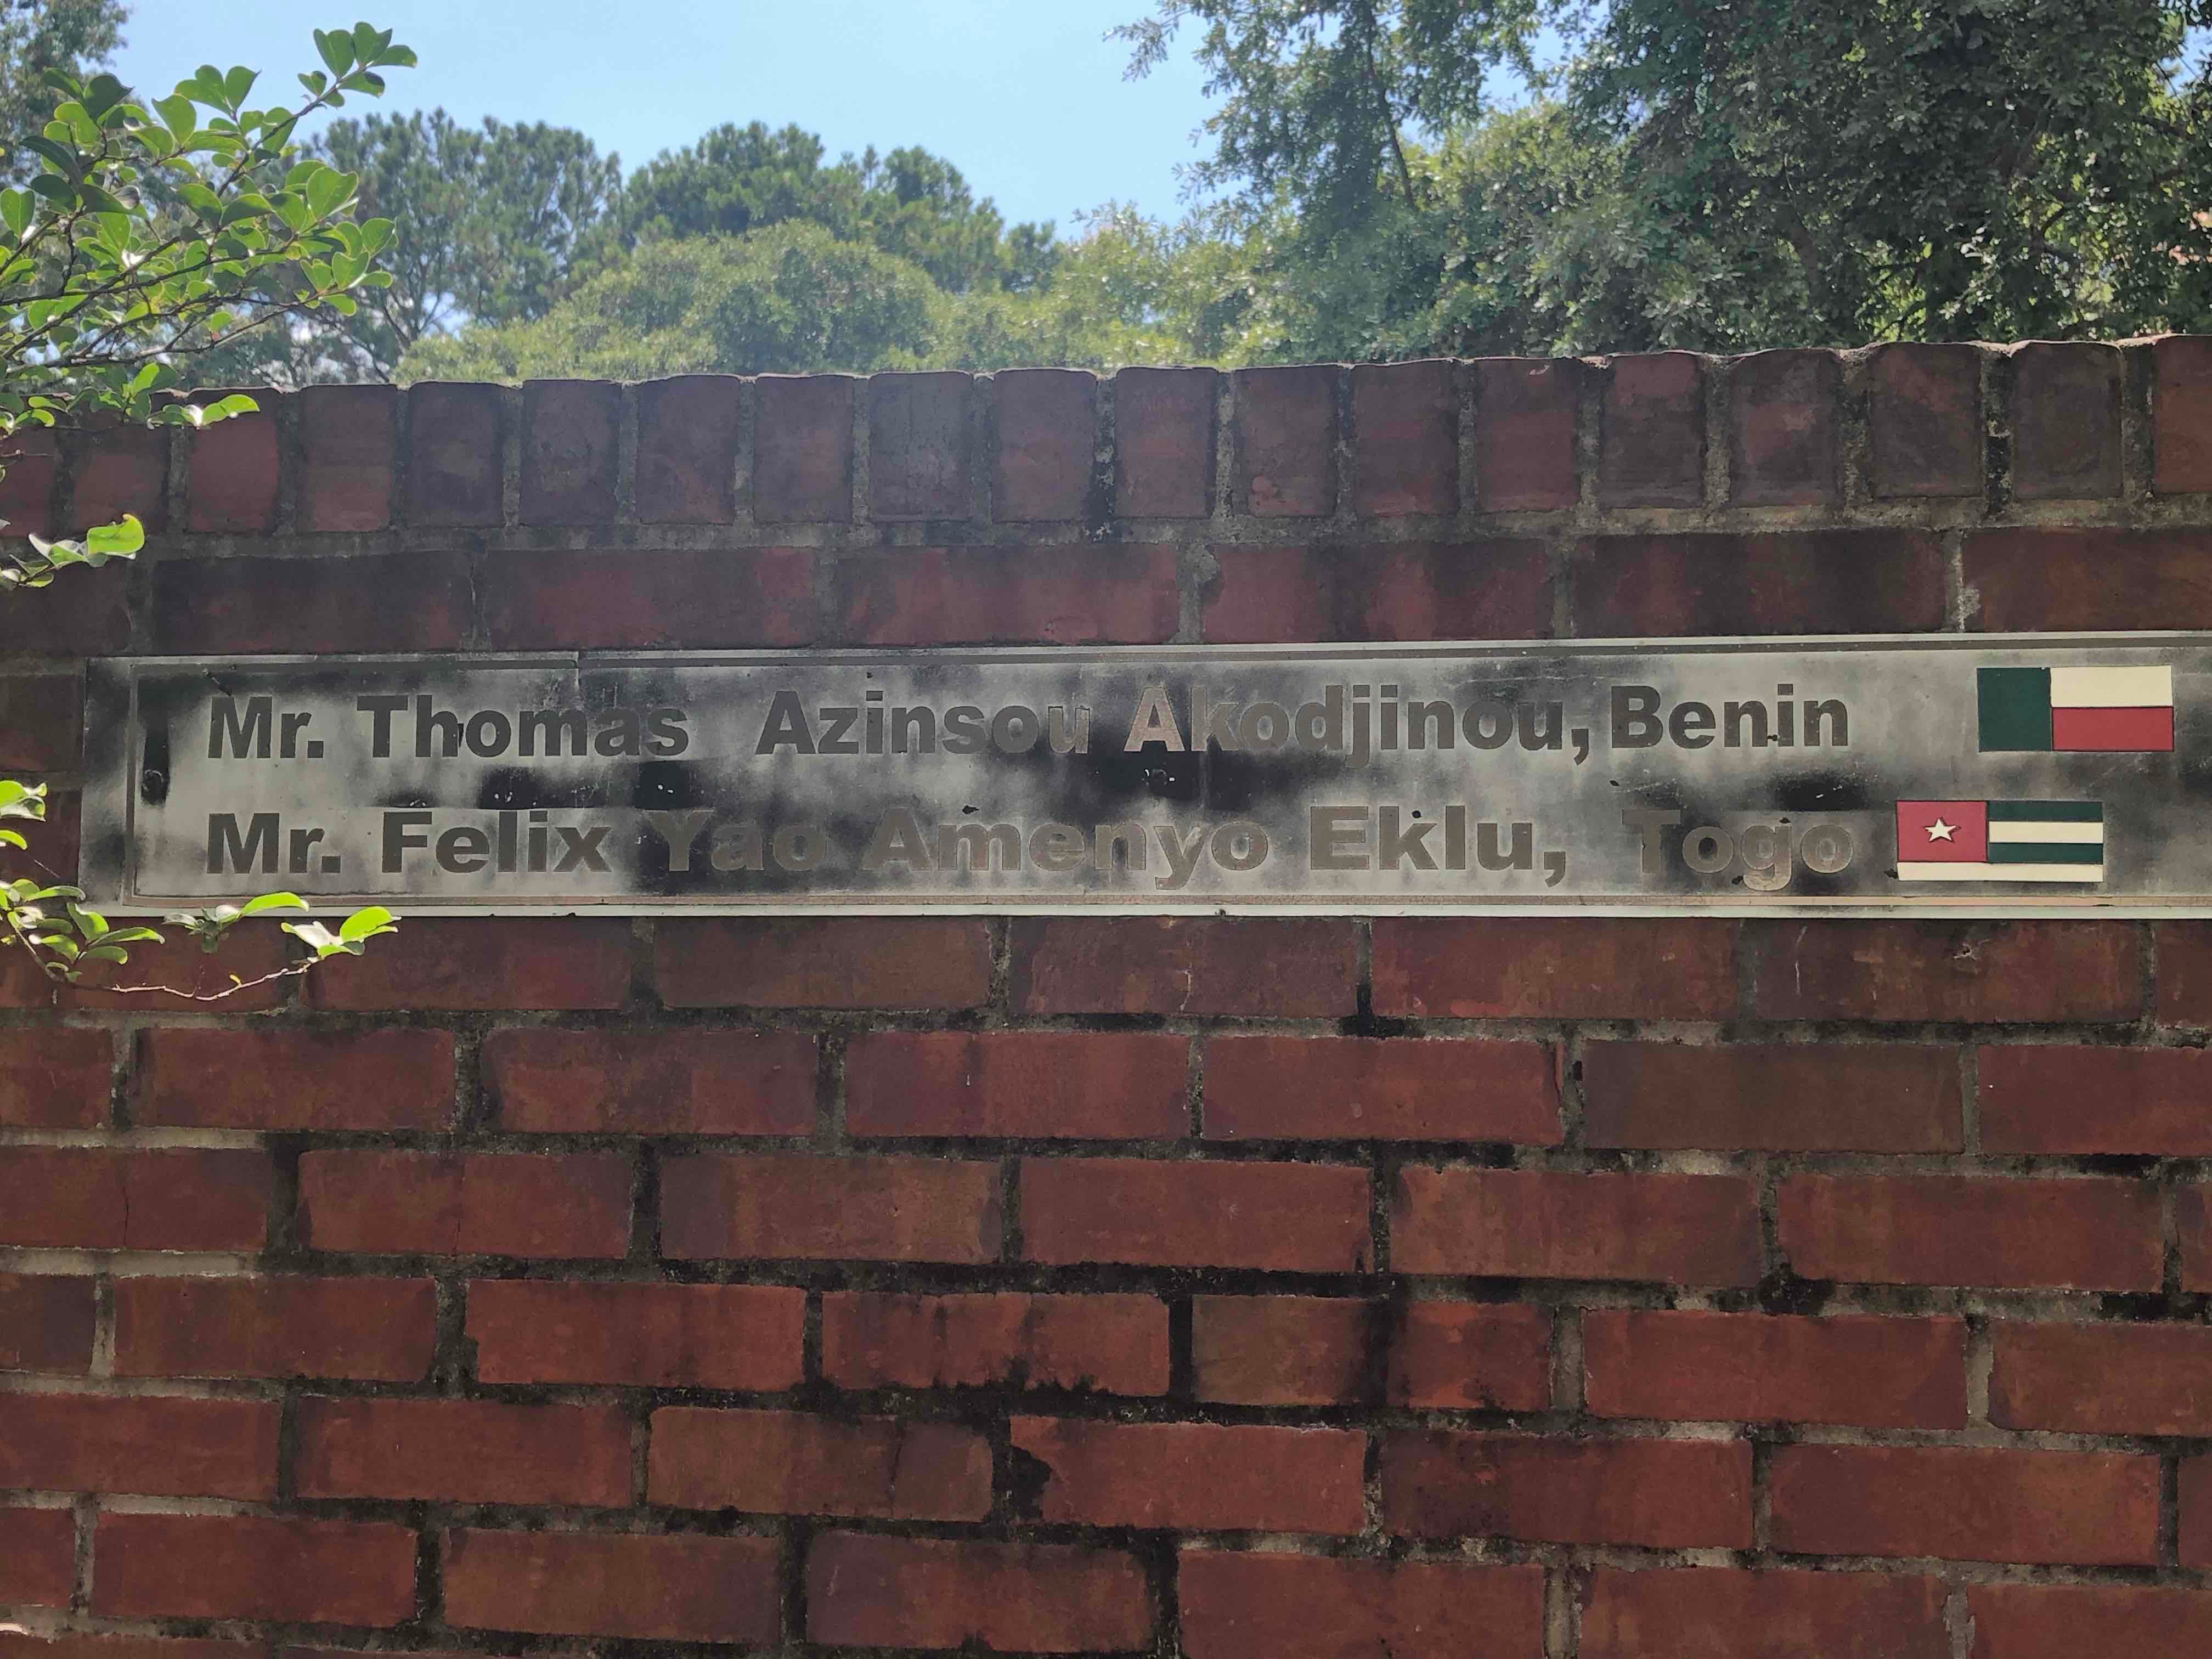 Mr. Thomas Azinsou Akodjinou, Benin
Mr. Felix Yao Amenyo Eklu, Togo